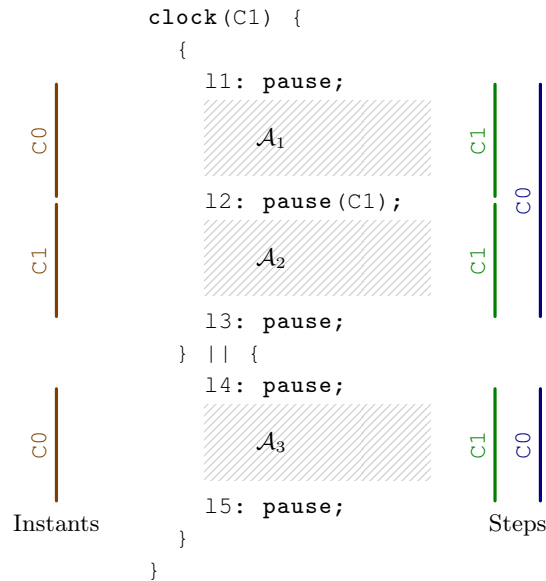 clock(C1) {
{
l1: pause;
C0 𝒜₁ C1
l2: pause(C1);
C0
C1 𝒜₂ C1
l3: pause;
} || {
l4: pause;
C0 𝒜₃ C1 C0
l5: pause;
Instants Steps
}
}